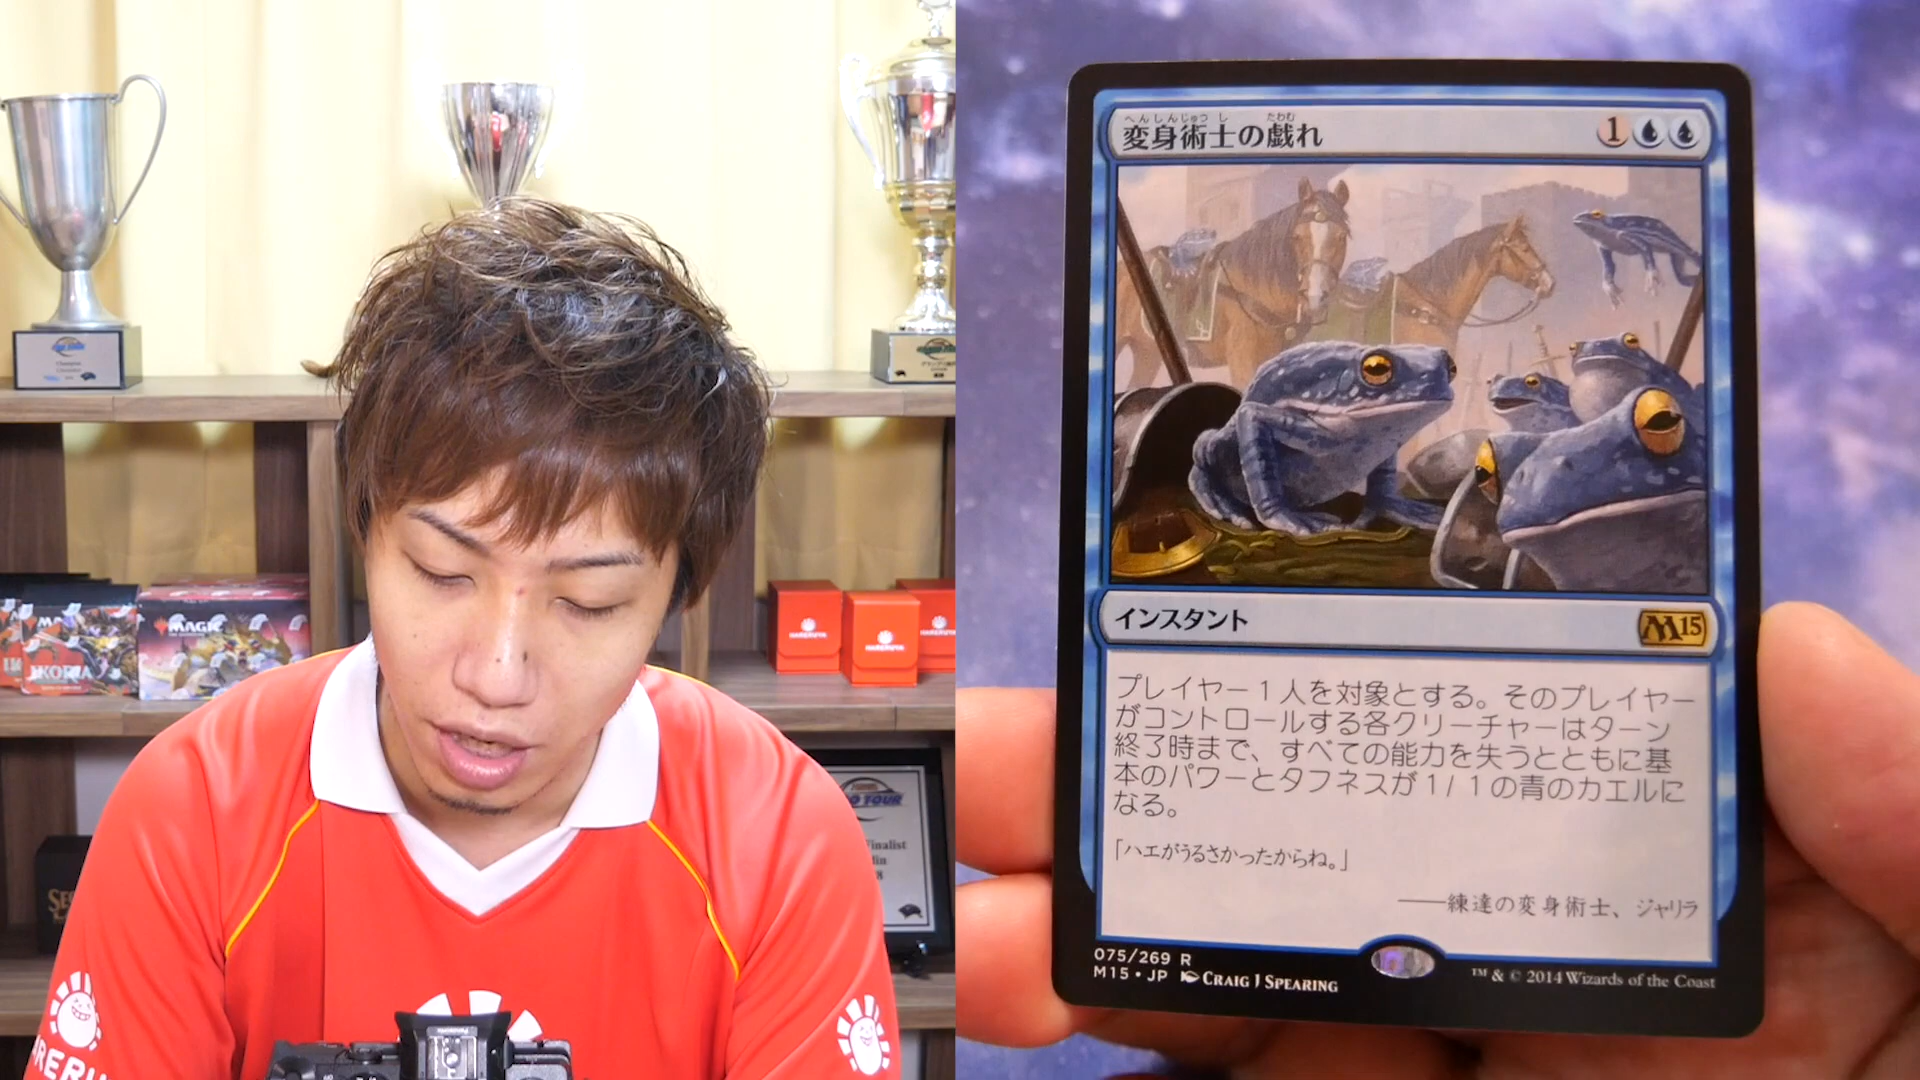 Champion
MAGIC
IKORIA
HARERUYA
HARERUYA
HARERUYA
Finalist
Panasonic
へんしんじゅつし たわむ
変身術士の戯れ
1
インスタント
M15
プレイヤー1人を対象とする。そのプレイヤー
がコントロールする各クリーチャーはターン
終了時まで、すべての能力を失うとともに基
本のパワーとタフネスが1/1の青のカエルに
なる。
「ハエがうるさかったからね。」
──練達の変身術士、ジャリラ
075/269 R
M15・JP CRAIG J SPEARING
™ & © 2014 Wizards of the Coast